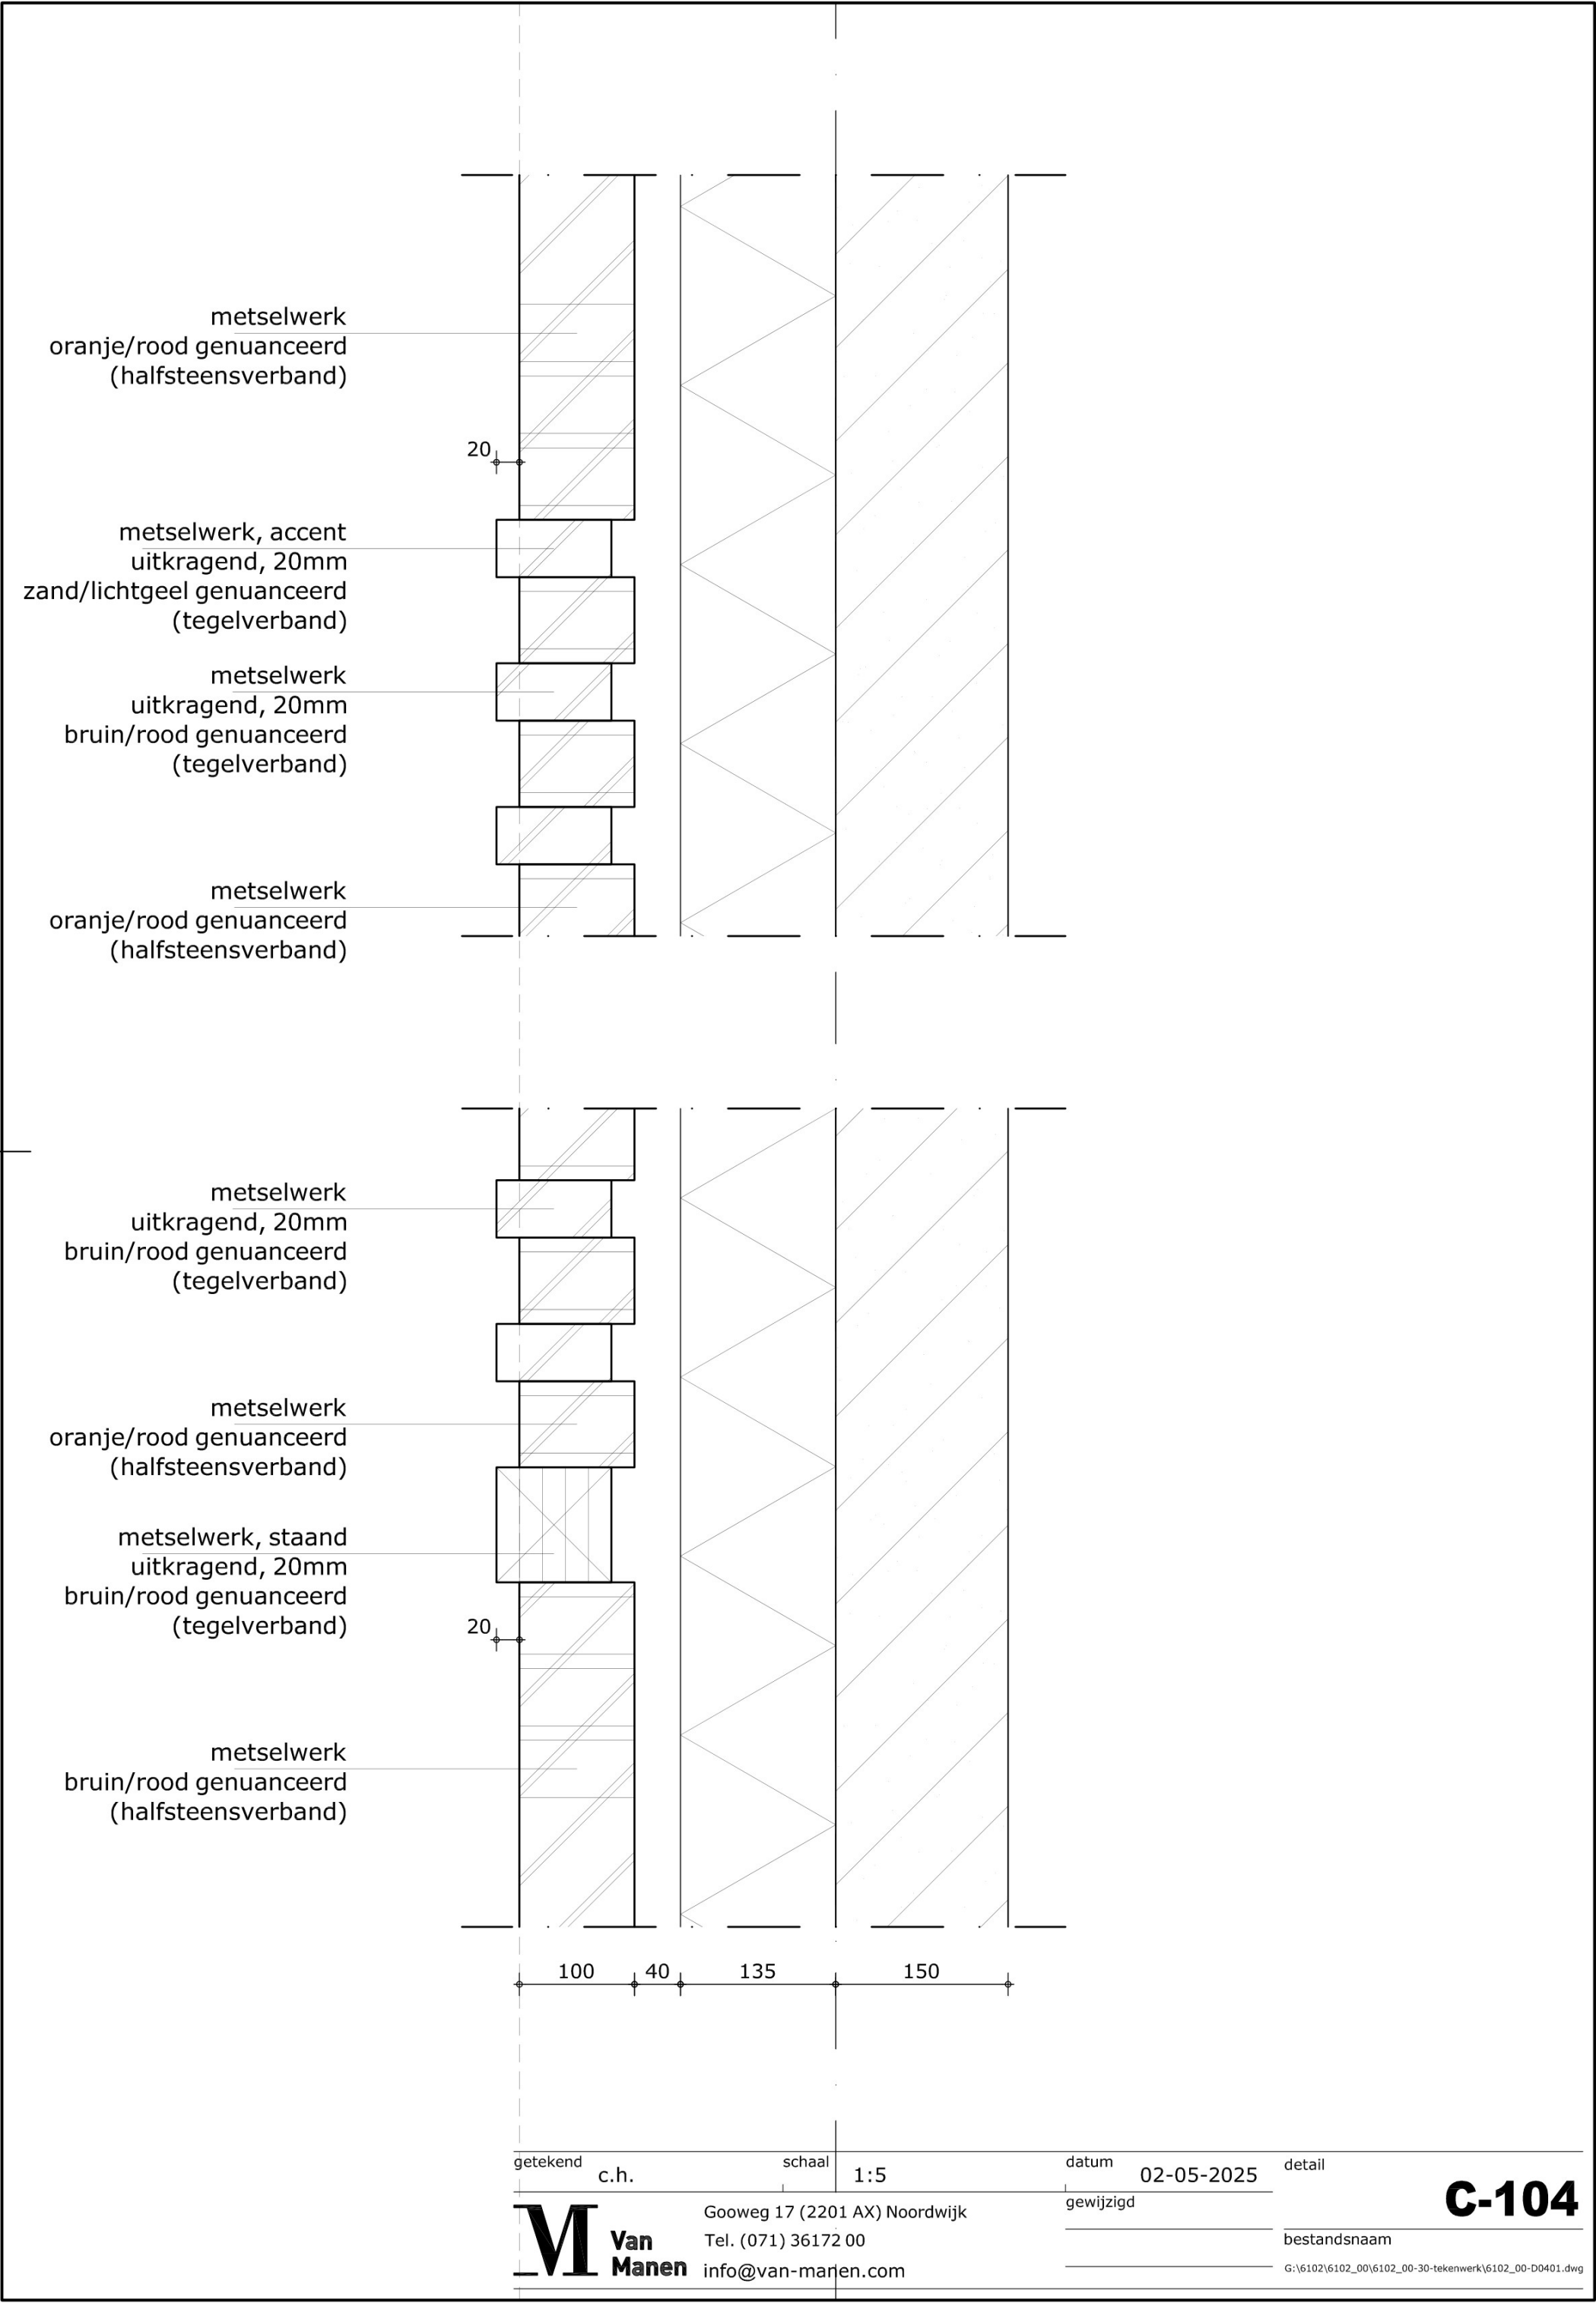 metselwerk
oranje/rood genuanceerd
(halfsteensverband)
20
metselwerk, accent
uitkragend, 20mm
zand/lichtgeel genuanceerd
(tegelverband)
metselwerk
uitkragend, 20mm
bruin/rood genuanceerd
(tegelverband)
metselwerk
oranje/rood genuanceerd
(halfsteensverband)
metselwerk
uitkragend, 20mm
bruin/rood genuanceerd
(tegelverband)
metselwerk
oranje/rood genuanceerd
(halfsteensverband)
metselwerk, staand
uitkragend, 20mm
bruin/rood genuanceerd
(tegelverband)
20
metselwerk
bruin/rood genuanceerd
(halfsteensverband)
100 40 135 150
getekend c.h. schaal 1:5 datum 02-05-2025 detail
C-104
gewijzigd
M Van Manen
Gooweg 17 (2201 AX) Noordwijk
Tel. (071) 36172 00
info@van-manen.com
bestandsnaam
G:\6102\6102_00\6102_00-30-tekenwerk\6102_00-D0401.dwg